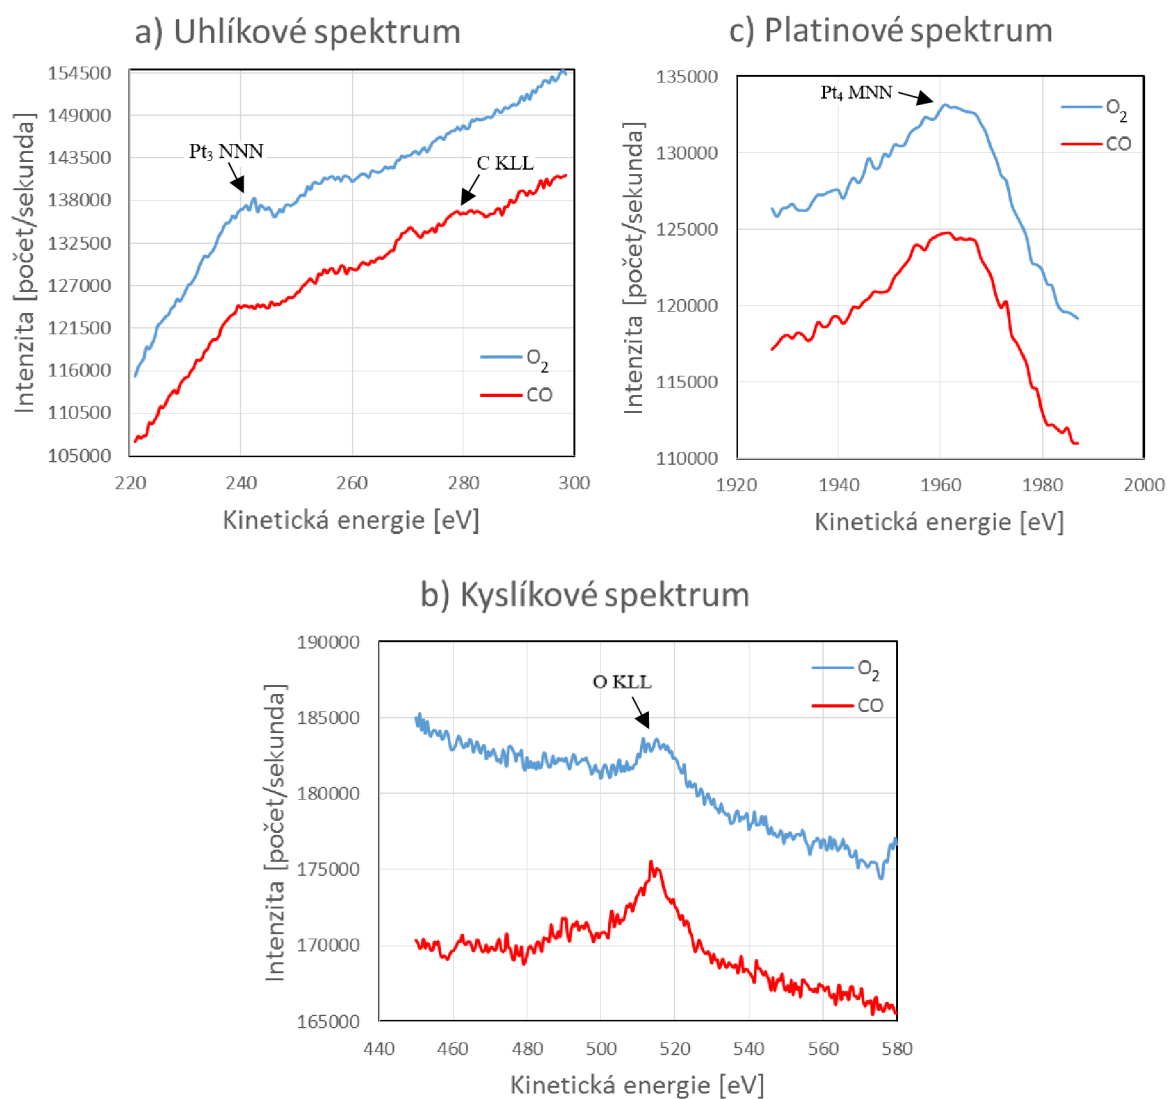 a) Uhlíkové spektrum
Intenzita [počet/sekunda]
154500
149000
143500
138000
132500
127000
121500
116000
110500
105000
220
240
260
280
300
Kinetická energie [eV]
Pt3 NNN
C KLL
O2
CO
c) Platinové spektrum
Intenzita [počet/sekunda]
135000
130000
125000
120000
115000
110000
1920
1940
1960
1980
2000
Kinetická energie [eV]
Pt4 MNN
O2
CO
b) Kyslíkové spektrum
Intenzita [počet/sekunda]
190000
185000
180000
175000
170000
165000
440
460
480
500
520
540
560
580
Kinetická energie [eV]
O KLL
O2
CO